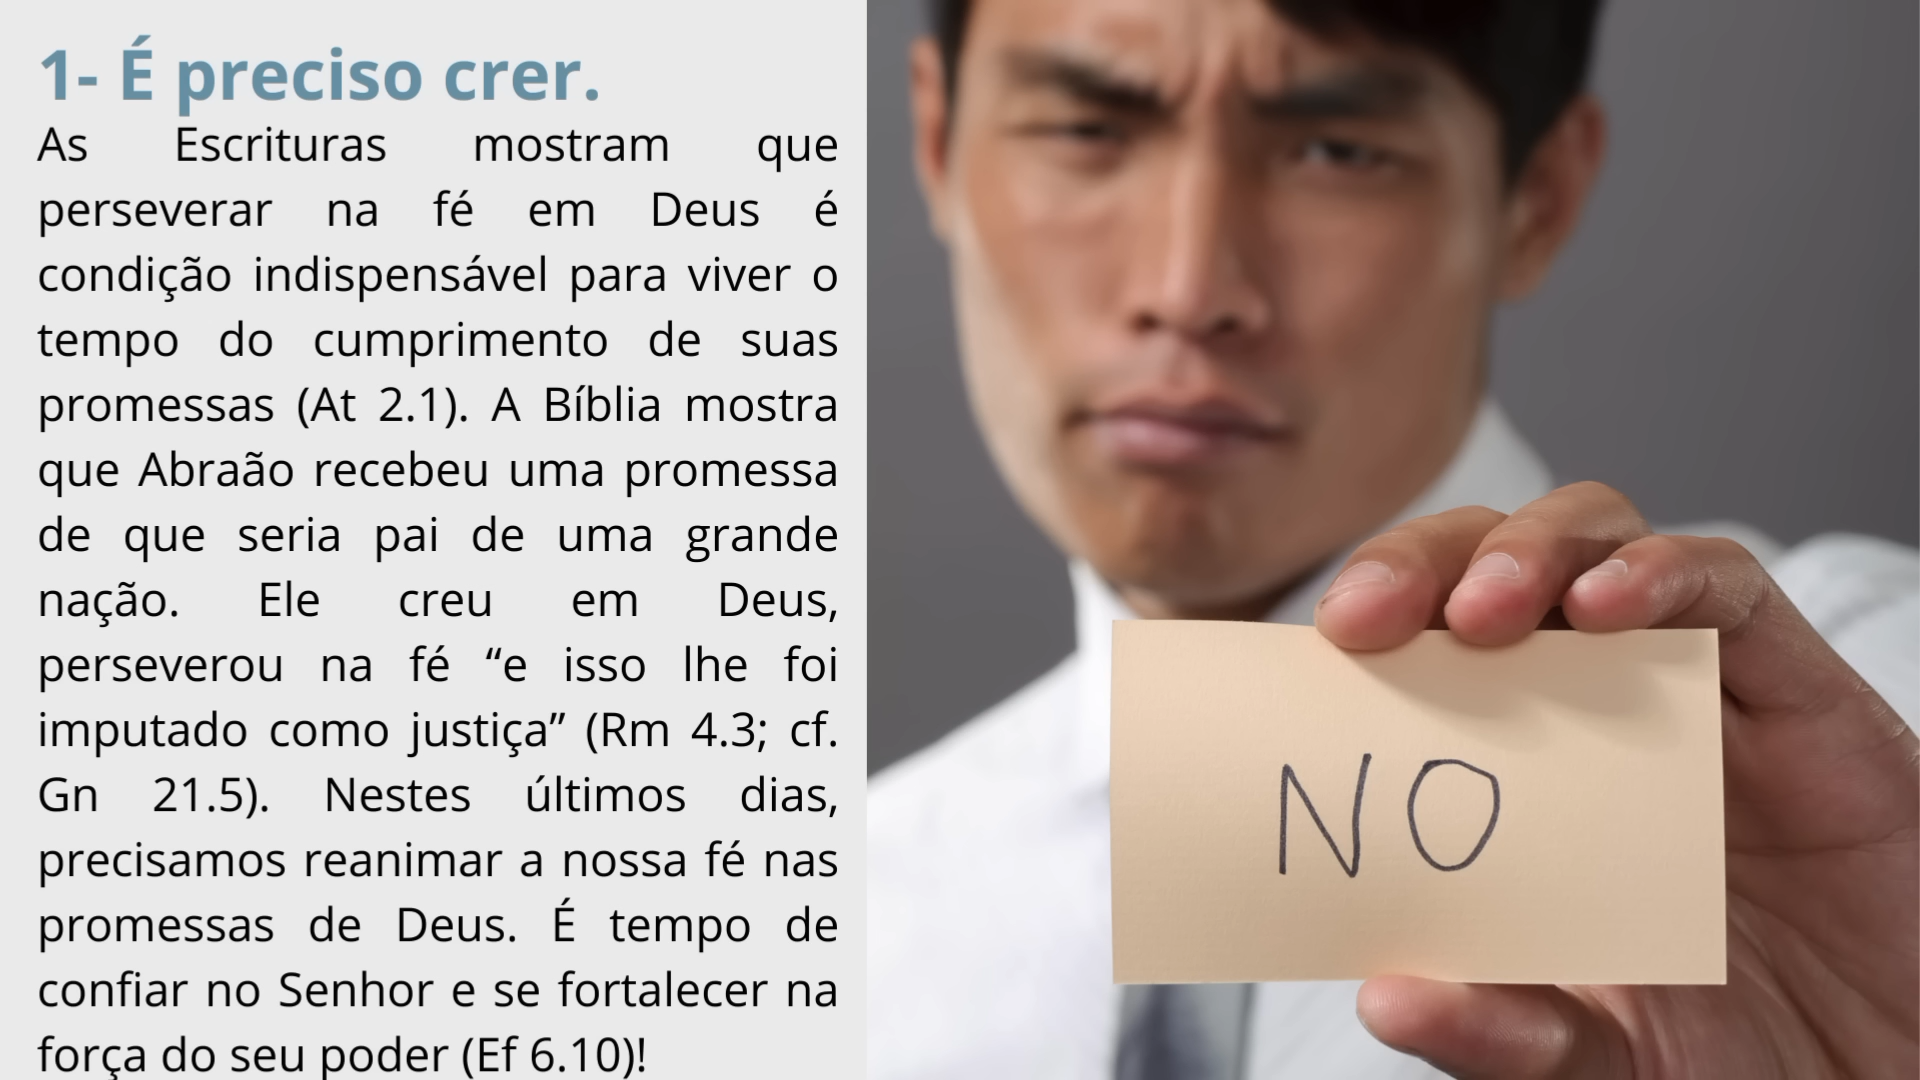 1- É preciso crer.
As Escrituras mostram que
perseverar na fé em Deus é
condição indispensável para viver o
tempo do cumprimento de suas
promessas (At 2.1). A Bíblia mostra
que Abraão recebeu uma promessa
de que seria pai de uma grande
nação. Ele creu em Deus,
perseverou na fé “e isso lhe foi
imputado como justiça” (Rm 4.3; cf.
Gn 21.5). Nestes últimos dias,
precisamos reanimar a nossa fé nas
promessas de Deus. É tempo de
confiar no Senhor e se fortalecer na
força do seu poder (Ef 6.10)!
NO